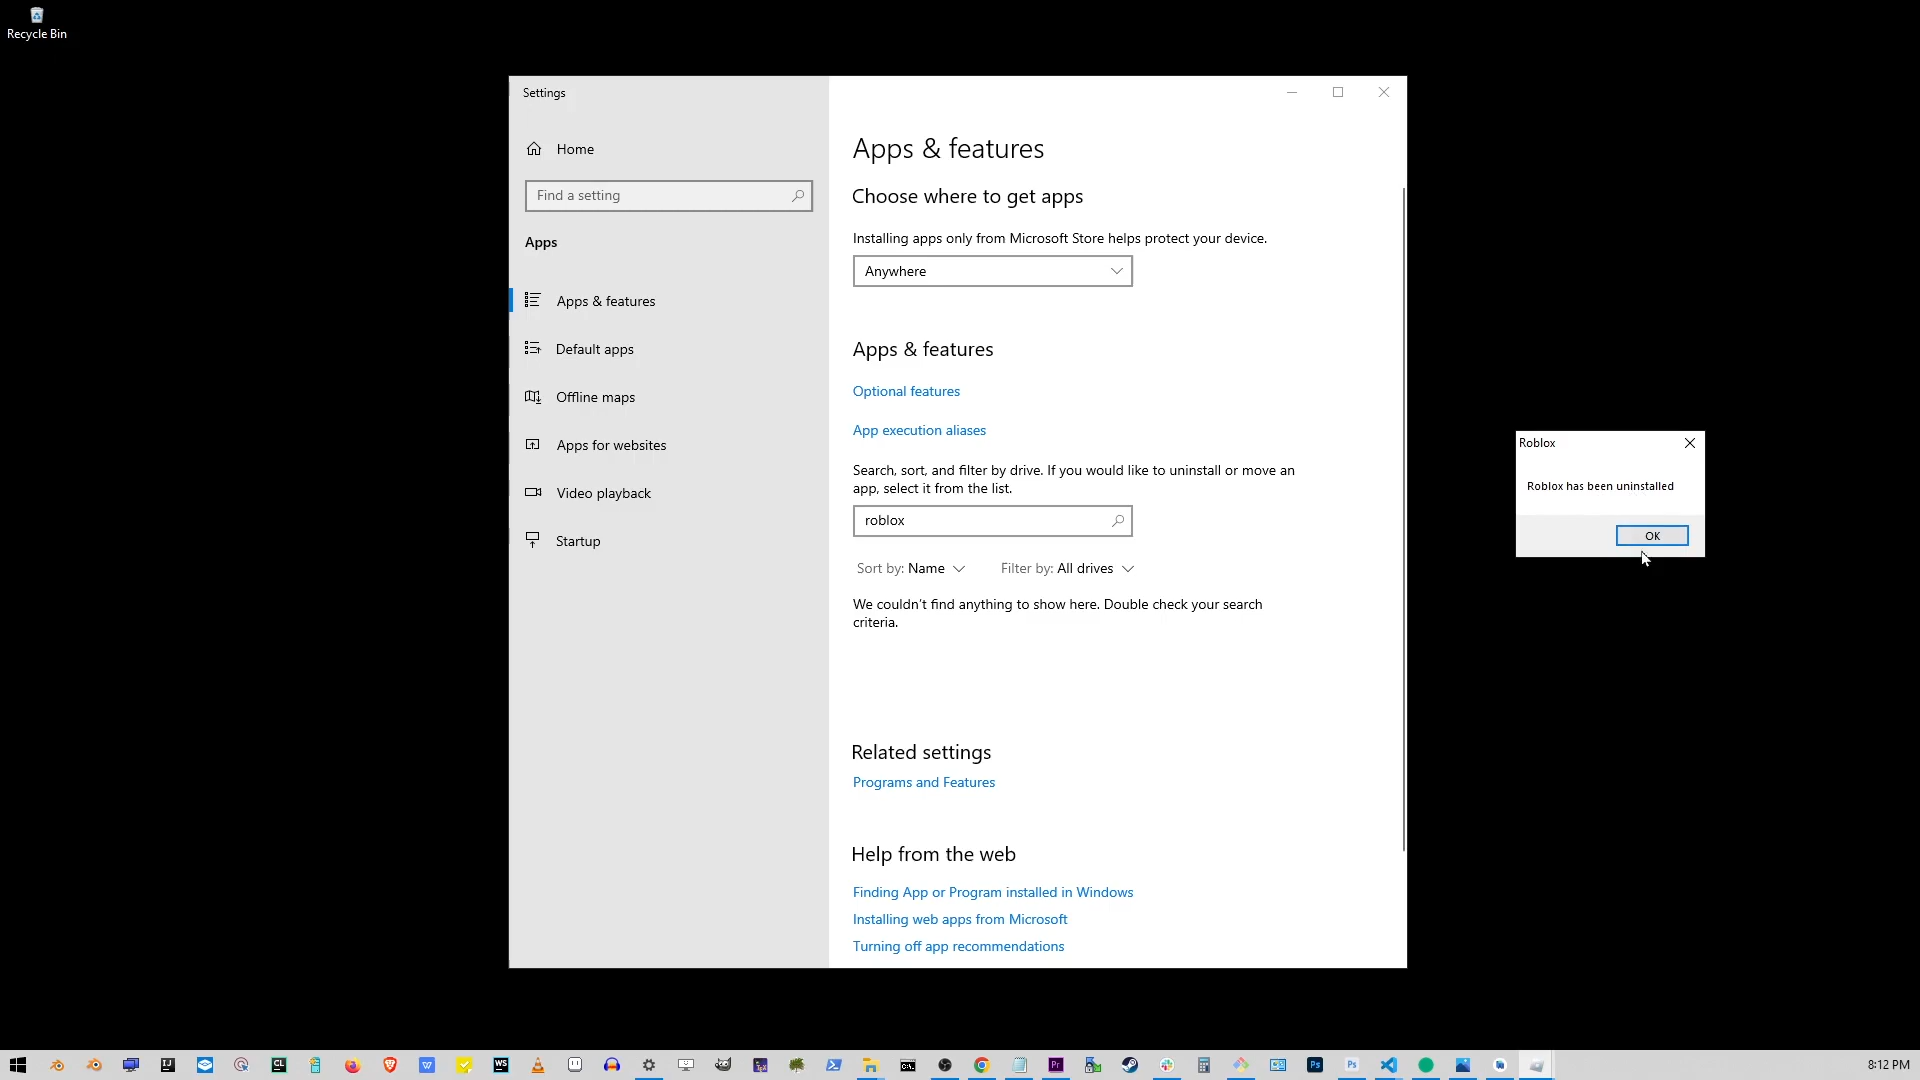 Recycle Bin
Settings
Home
Find a setting
Apps
Apps & features
Default apps
Offline maps
Apps for websites
Video playback
Startup
Apps & features
Choose where to get apps
Installing apps only from Microsoft Store helps protect your device.
Anywhere
Apps & features
Optional features
App execution aliases
Search, sort, and filter by drive. If you would like to uninstall or move an
app, select it from the list.
roblox
Sort by: Name
Filter by: All drives
We couldn't find anything to show here. Double check your search
criteria.
Related settings
Programs and Features
Help from the web
Finding App or Program installed in Windows
Installing web apps from Microsoft
Turning off app recommendations
Roblox
Roblox has been uninstalled
OK
IJ
CL
W
WS
Pr
Ps
Ps
8:12 PM